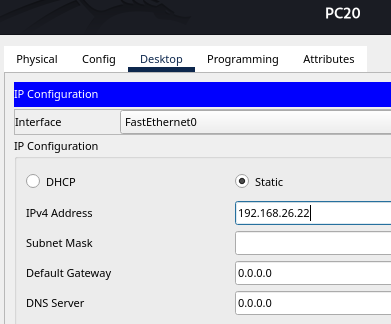 PC20
Physical Config Desktop Programming Attributes
IP Configuration
Interface FastEthernet0
IP Configuration
DHCP Static
IPv4 Address 192.168.26.22
Subnet Mask
Default Gateway 0.0.0.0
DNS Server 0.0.0.0